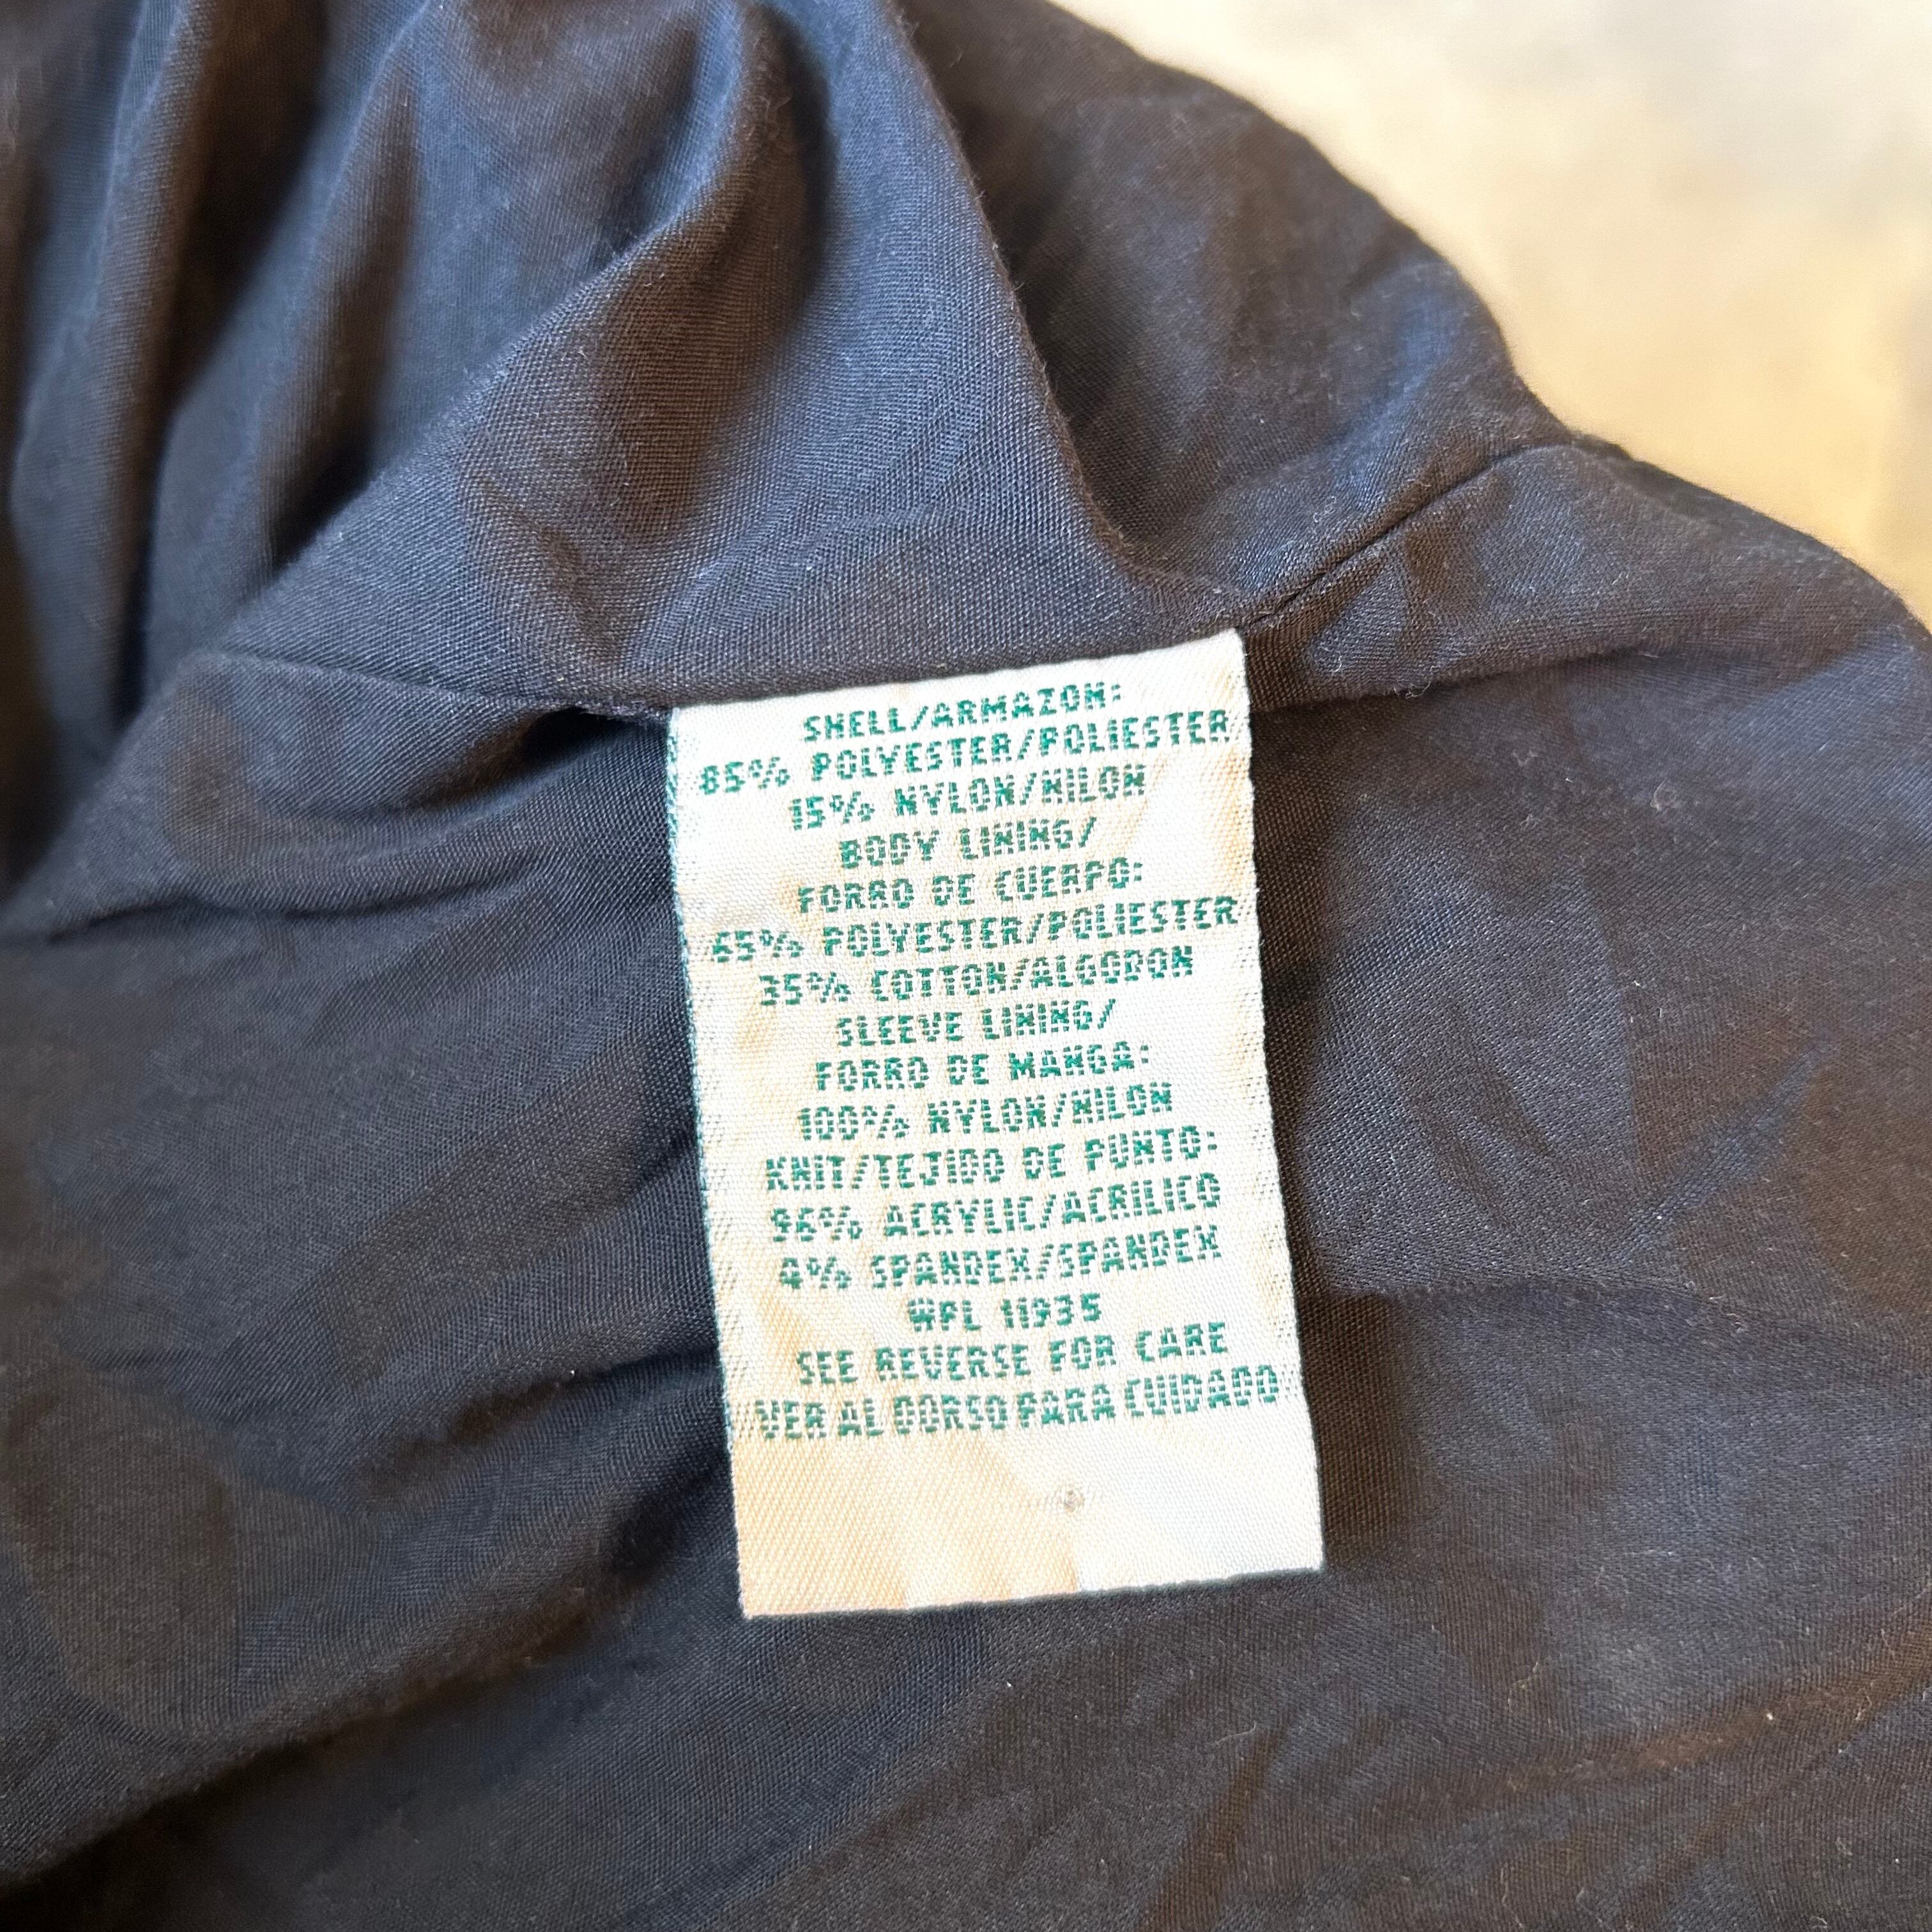 SHELL/ARMAZON:
85% POLYESTER/POLIESTER
15% NYLON/NILON
BODY LINING/
FORRO DE CUERPO:
65% POLYESTER/POLIESTER
35% COTTON/ALGODON
SLEEVE LINING/
FORRO DE MANGA:
100% NYLON/NILON
KNIT/TEJIDO DE PUNTO:
96% ACRYLIC/ACRILICO
4% SPANDEX/SPANDEX
WPL 11935
SEE REVERSE FOR CARE
VER AL DORSO PARA CUIDADO